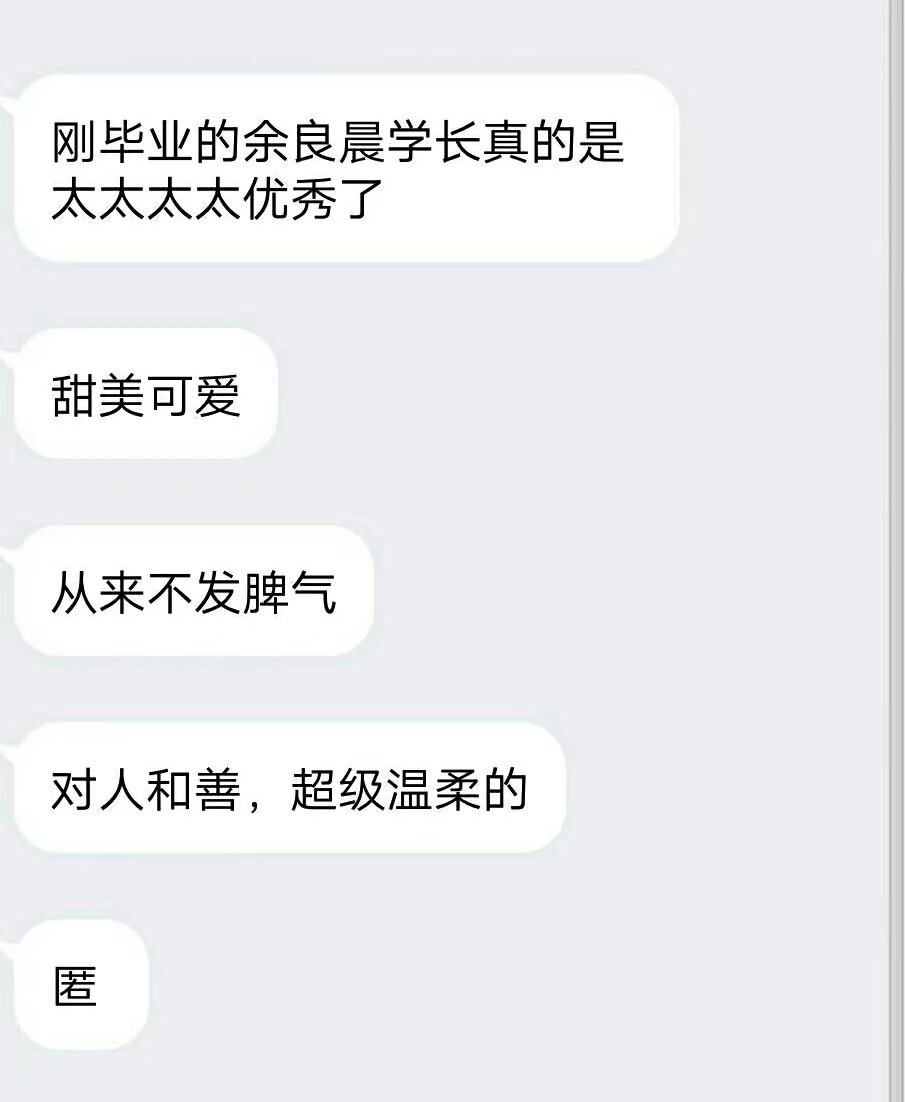 刚毕业的余良晨学长真的是
太太太太优秀了
甜美可爱
从来不发脾气
对人和善，超级温柔的
匿